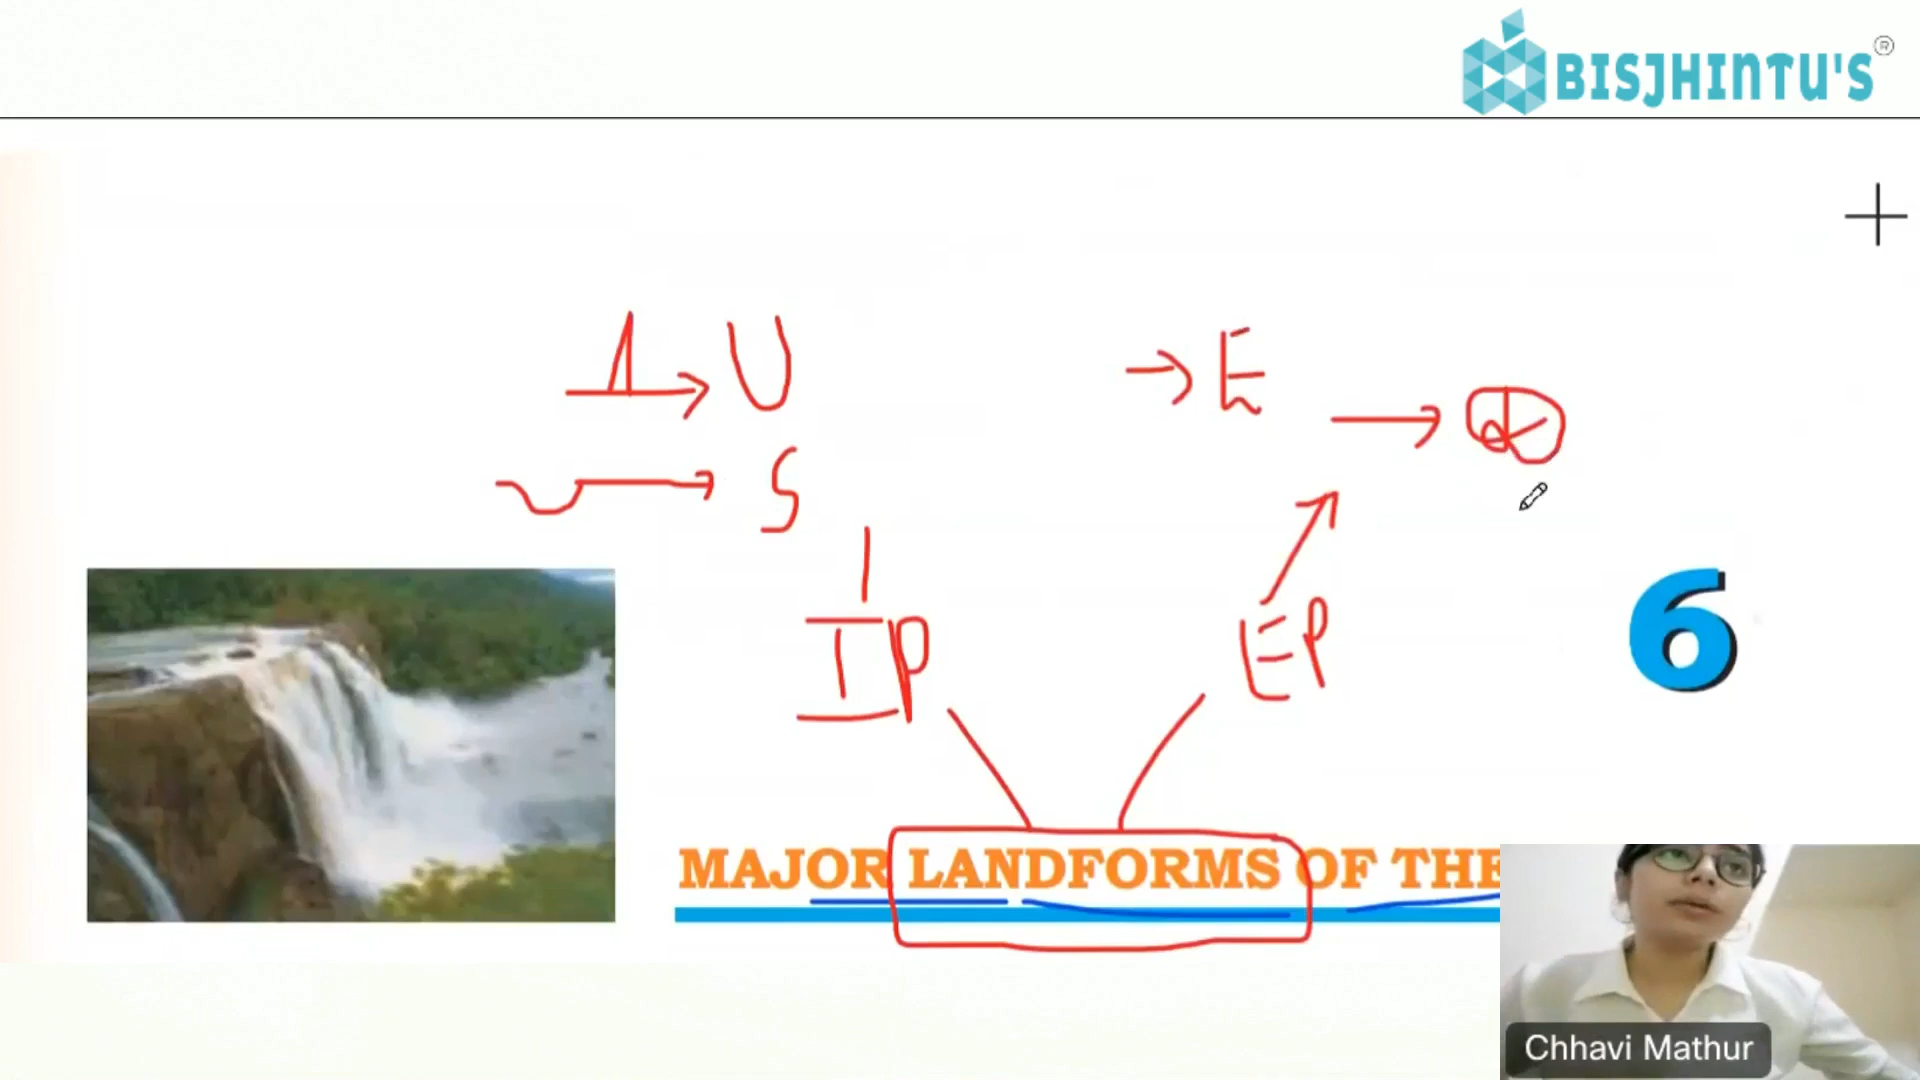 BISJHINTU'S®
U
E
S
IP
EP
6
MAJOR LANDFORMS OF THE
Chhavi Mathur